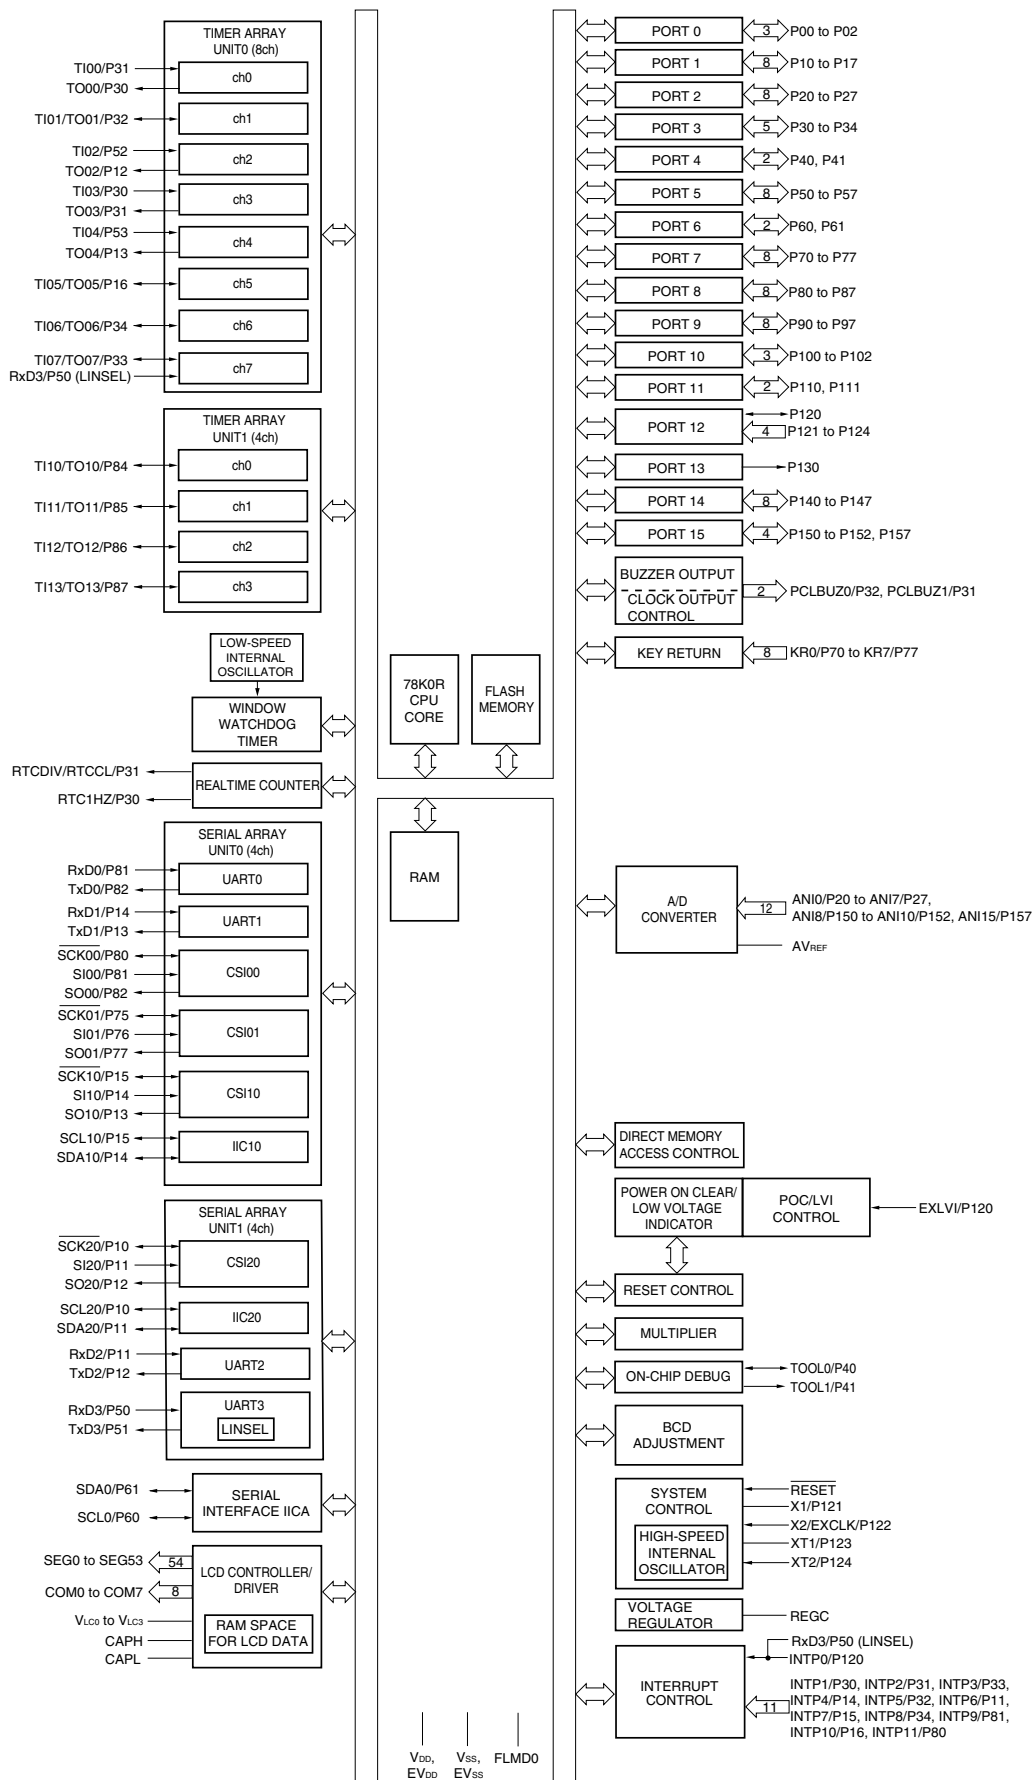 TIMER ARRAY
UNIT0 (8ch)
TI00/P31
TO00/P30
ch0
TI01/TO01/P32
ch1
TI02/P52
TO02/P12
ch2
TI03/P30
TO03/P31
ch3
TI04/P53
TO04/P13
ch4
TI05/TO05/P16
ch5
TI06/TO06/P34
ch6
TI07/TO07/P33
RxD3/P50 (LINSEL)
ch7
TIMER ARRAY
UNIT1 (4ch)
TI10/TO10/P84
ch0
TI11/TO11/P85
ch1
TI12/TO12/P86
ch2
TI13/TO13/P87
ch3
LOW-SPEED
INTERNAL
OSCILLATOR
WINDOW
WATCHDOG
TIMER
RTCDIV/RTCCL/P31
RTC1HZ/P30
REALTIME COUNTER
SERIAL ARRAY
UNIT0 (4ch)
RxD0/P81
TxD0/P82
UART0
RxD1/P14
TxD1/P13
UART1
SCK00/P80
SI00/P81
SO00/P82
CSI00
SCK01/P75
SI01/P76
SO01/P77
CSI01
SCK10/P15
SI10/P14
SO10/P13
CSI10
SCL10/P15
SDA10/P14
IIC10
SERIAL ARRAY
UNIT1 (4ch)
SCK20/P10
SI20/P11
SO20/P12
CSI20
SCL20/P10
SDA20/P11
IIC20
RxD2/P11
TxD2/P12
UART2
RxD3/P50
TxD3/P51
UART3
LINSEL
SDA0/P61
SCL0/P60
SERIAL
INTERFACE IICA
SEG0 to SEG53
54
COM0 to COM7
8
VLC0 to VLC3
CAPH
CAPL
LCD CONTROLLER/
DRIVER
RAM SPACE
FOR LCD DATA
78K0R
CPU
CORE
FLASH
MEMORY
RAM
VDD,
EVDD
VSS,
EVSS
FLMD0
PORT 0
3
P00 to P02
PORT 1
8
P10 to P17
PORT 2
8
P20 to P27
PORT 3
5
P30 to P34
PORT 4
2
P40, P41
PORT 5
8
P50 to P57
PORT 6
2
P60, P61
PORT 7
8
P70 to P77
PORT 8
8
P80 to P87
PORT 9
8
P90 to P97
PORT 10
3
P100 to P102
PORT 11
2
P110, P111
PORT 12
P120
4
P121 to P124
PORT 13
P130
PORT 14
8
P140 to P147
PORT 15
4
P150 to P152, P157
BUZZER OUTPUT
CLOCK OUTPUT
CONTROL
2
PCLBUZ0/P32, PCLBUZ1/P31
KEY RETURN
8
KR0/P70 to KR7/P77
A/D
CONVERTER
12
ANI0/P20 to ANI7/P27,
ANI8/P150 to ANI10/P152, ANI15/P157
AVREF
DIRECT MEMORY
ACCESS CONTROL
POWER ON CLEAR/
LOW VOLTAGE
INDICATOR
POC/LVI
CONTROL
EXLVI/P120
RESET CONTROL
MULTIPLIER
ON-CHIP DEBUG
TOOL0/P40
TOOL1/P41
BCD
ADJUSTMENT
SYSTEM
CONTROL
HIGH-SPEED
INTERNAL
OSCILLATOR
RESET
X1/P121
X2/EXCLK/P122
XT1/P123
XT2/P124
VOLTAGE
REGULATOR
REGC
INTERRUPT
CONTROL
RxD3/P50 (LINSEL)
INTP0/P120
11
INTP1/P30, INTP2/P31, INTP3/P33,
INTP4/P14, INTP5/P32, INTP6/P11,
INTP7/P15, INTP8/P34, INTP9/P81,
INTP10/P16, INTP11/P80